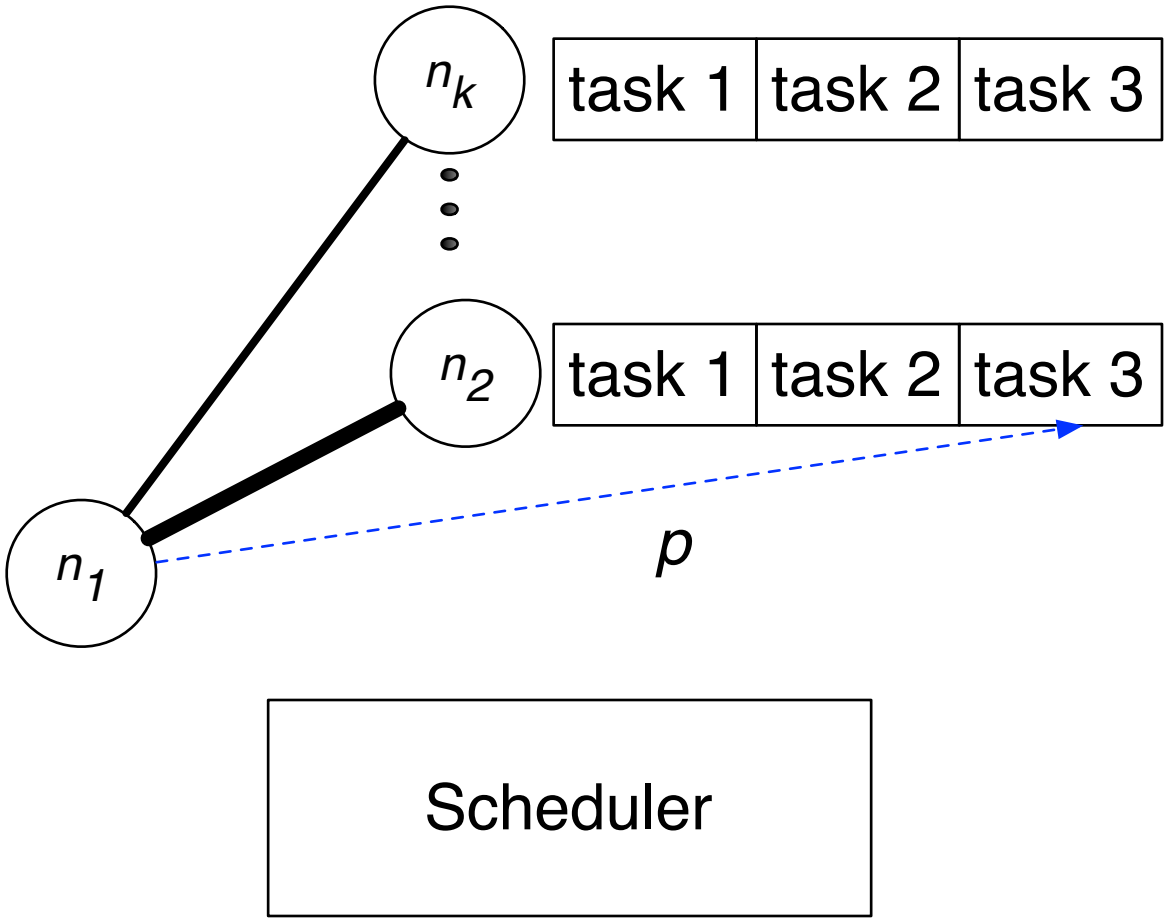 n_k task 1 task 2 task 3
n_2 task 1 task 2 task 3
n_1
p
Scheduler